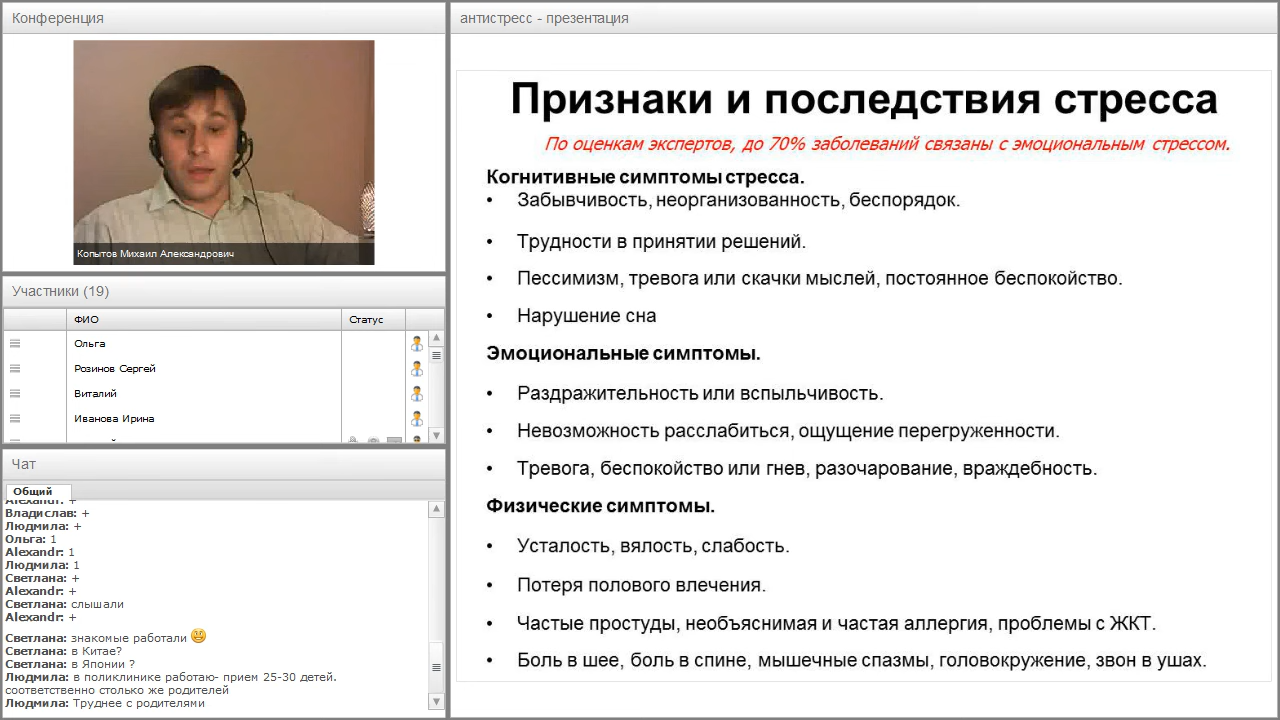 Конференция
Копытов Михаил Александрович
Участники (19)
ФИО Статус
Ольга
Розинов Сергей
Виталий
Иванова Ирина
Чат
Общий
Alexandr: +
Владислав: +
Людмила: +
Ольга: 1
Alexandr: 1
Людмила: 1
Светлана: +
Alexandr: +
Светлана: слышали
Alexandr: +
Светлана: знакомые работали
Светлана: в Китае?
Светлана: в Японии ?
Людмила: в поликлинике работаю- прием 25-30 детей.
соответственно столько же родителей
Людмила: Труднее с родителями
антистресс - презентация
Признаки и последствия стресса
По оценкам экспертов, до 70% заболеваний связаны с эмоциональным стрессом.
Когнитивные симптомы стресса.
• Забывчивость, неорганизованность, беспорядок.
• Трудности в принятии решений.
• Пессимизм, тревога или скачки мыслей, постоянное беспокойство.
• Нарушение сна
Эмоциональные симптомы.
• Раздражительность или вспыльчивость.
• Невозможность расслабиться, ощущение перегруженности.
• Тревога, беспокойство или гнев, разочарование, враждебность.
Физические симптомы.
• Усталость, вялость, слабость.
• Потеря полового влечения.
• Частые простуды, необъяснимая и частая аллергия, проблемы с ЖКТ.
• Боль в шее, боль в спине, мышечные спазмы, головокружение, звон в ушах.